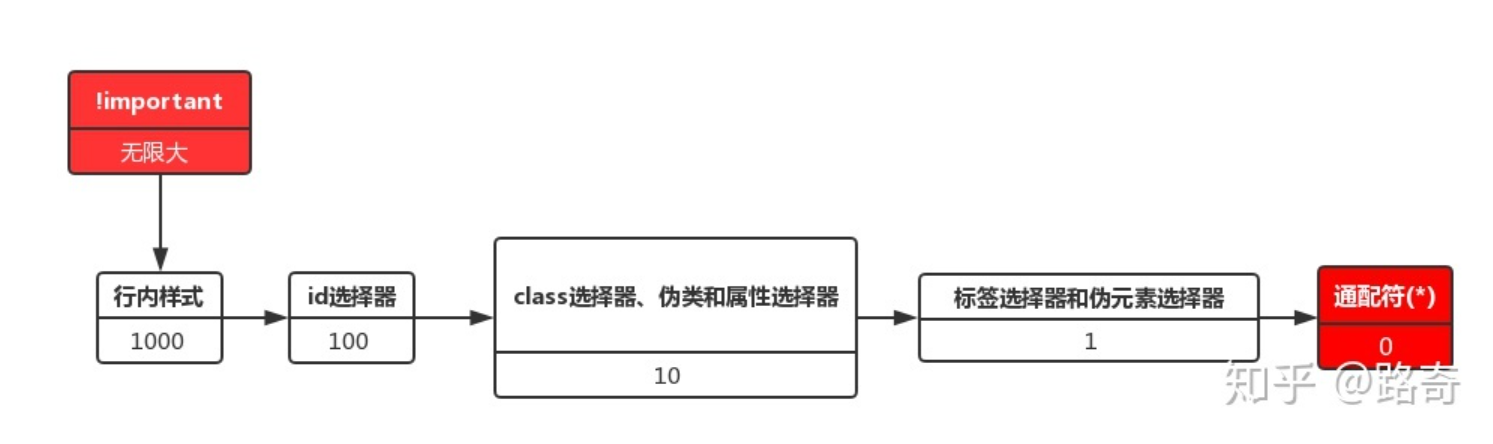 !important
无限大
行内样式
1000
id选择器
100
class选择器、伪类和属性选择器
10
标签选择器和伪元素选择器
1
通配符(*)
0
知乎 @路奇